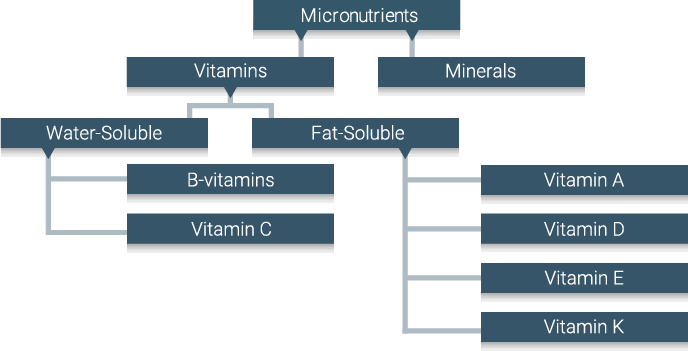 Micronutrients
Vitamins
Minerals
Water-Soluble
Fat-Soluble
B-vitamins
Vitamin A
Vitamin C
Vitamin D
Vitamin E
Vitamin K